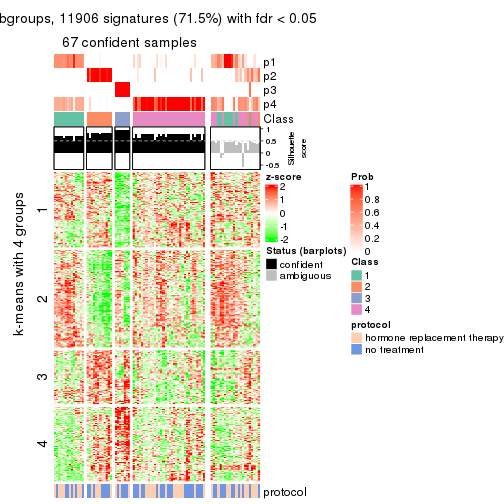 bgroups, 11906 signatures (71.5%) with fdr < 0.05
67 confident samples
p1
p2
p3
p4
Class
1
0.5
0
-0.5
Silhouette score
k-means with 4 groups
1
2
3
4
z-score
2
1
0
-1
-2
Status (barplots)
confident
ambiguous
Prob
1
0.8
0.6
0.4
0.2
0
Class
1
2
3
4
protocol
hormone replacement therapy
no treatment
protocol